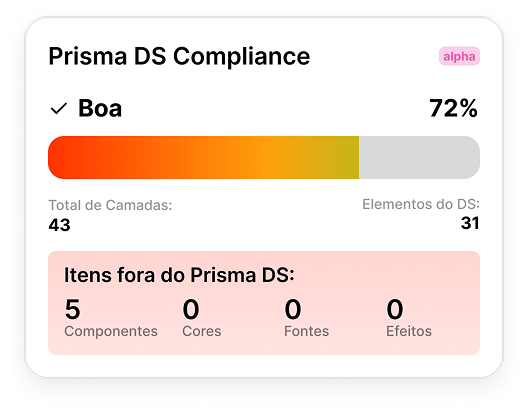 Prisma DS Compliance alpha
Boa 72%
Total de Camadas: Elementos do DS:
43 31
Itens fora do Prisma DS:
5 0 0 0
Componentes Cores Fontes Efeitos